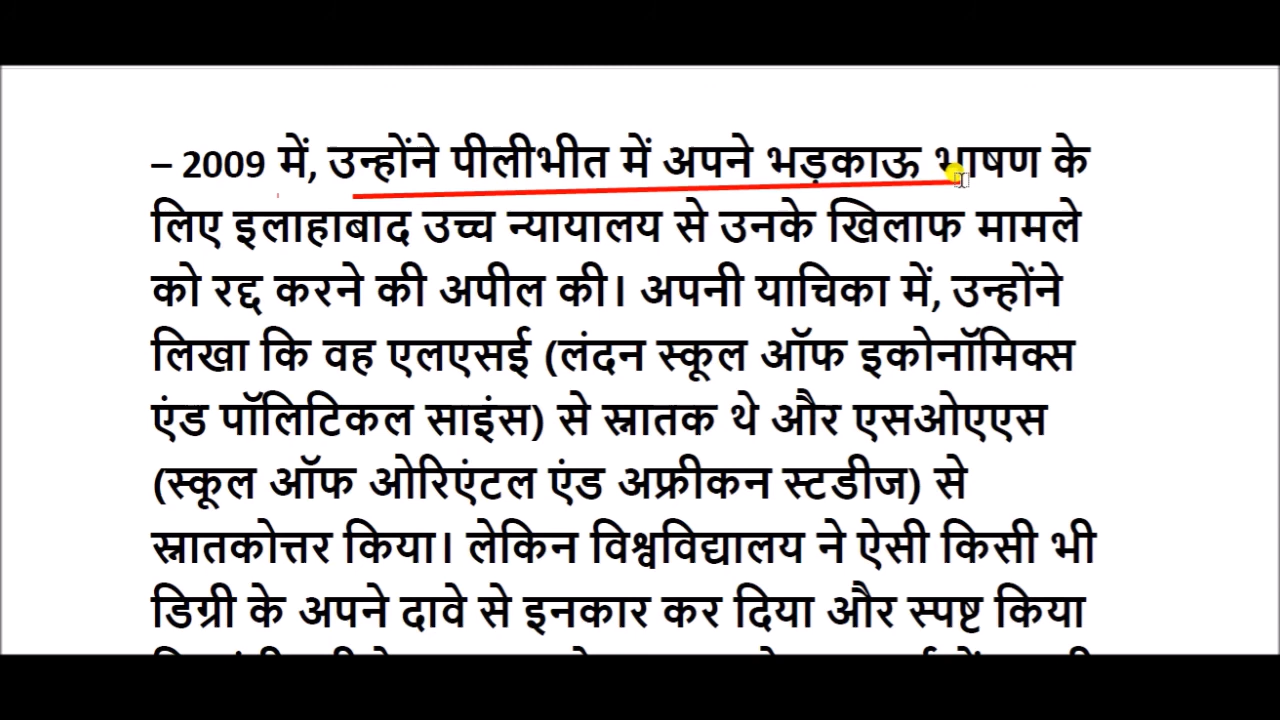 – 2009 में, उन्होंने पीलीभीत में अपने भड़काऊ भाषण के
लिए इलाहाबाद उच्च न्यायालय से उनके खिलाफ मामले
को रद्द करने की अपील की। अपनी याचिका में, उन्होंने
लिखा कि वह एलएसई (लंदन स्कूल ऑफ इकोनॉमिक्स
एंड पॉलिटिकल साइंस) से स्नातक थे और एसओएएस
(स्कूल ऑफ ओरिएंटल एंड अफ्रीकन स्टडीज) से
स्नातकोत्तर किया। लेकिन विश्वविद्यालय ने ऐसी किसी भी
डिग्री के अपने दावे से इनकार कर दिया और स्पष्ट किया